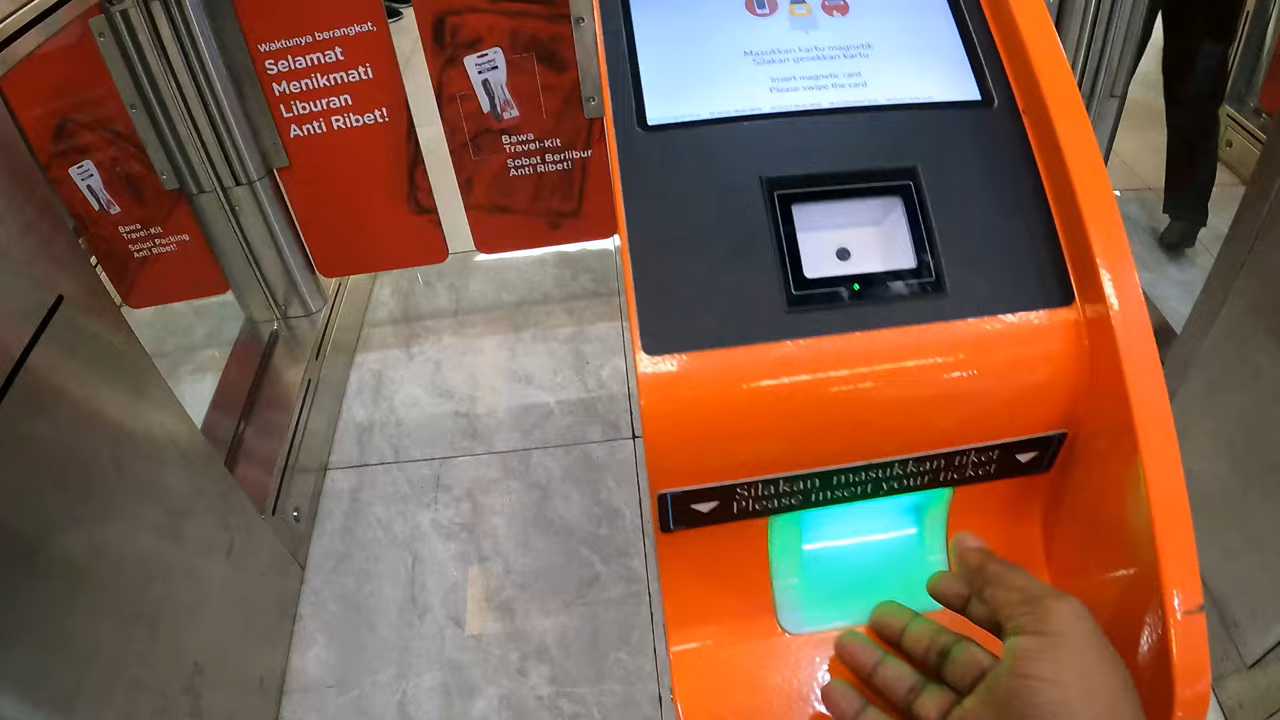 Waktunya berangkat,
Selamat
Menikmati
Liburan
Anti Ribet!
Bawa
Travel-Kit
Sobat Berlibur
Anti Ribet!
Bawa
Travel-Kit
Solusi Packing
Anti Ribet!
Masukkan kartu magnetik
Silakan gesekkan kartu
Insert magnetic card
Please swipe the card
Silakan masukkan tiket
Please insert your ticket